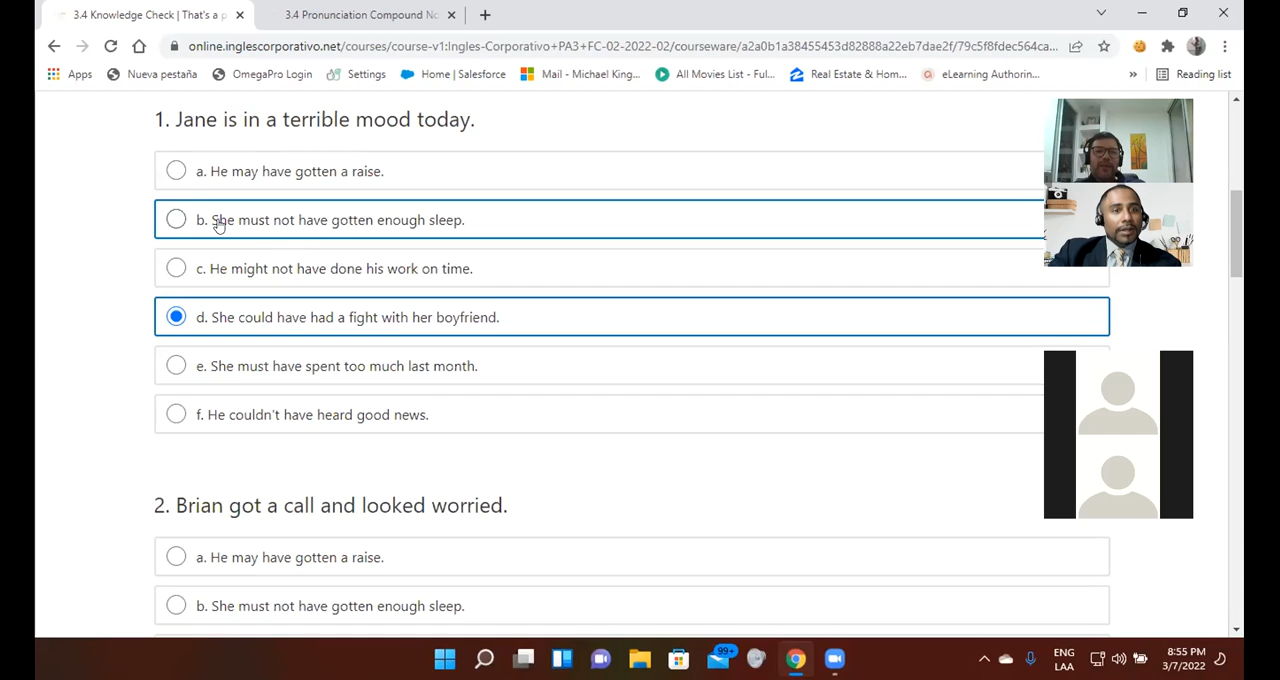 3.4 Knowledge Check | That's a p
3.4 Pronunciation Compound No
online.inglescorporativo.net/courses/course-v1:Ingles-Corporativo+PA3+FC-02-2022-02/courseware/a2a0b1a38455453d82888a22eb7dae2f/79c5f8fdec564ca...
Apps
Nueva pestaña
OmegaPro Login
Settings
Home | Salesforce
Mail - Michael King...
All Movies List - Ful...
Real Estate & Hom...
eLearning Authorin...
»
Reading list
1. Jane is in a terrible mood today.
a. He may have gotten a raise.
b. She must not have gotten enough sleep.
c. He might not have done his work on time.
d. She could have had a fight with her boyfriend.
e. She must have spent too much last month.
f. He couldn't have heard good news.
2. Brian got a call and looked worried.
a. He may have gotten a raise.
b. She must not have gotten enough sleep.
99+
ENG
LAA
8:55 PM
3/7/2022